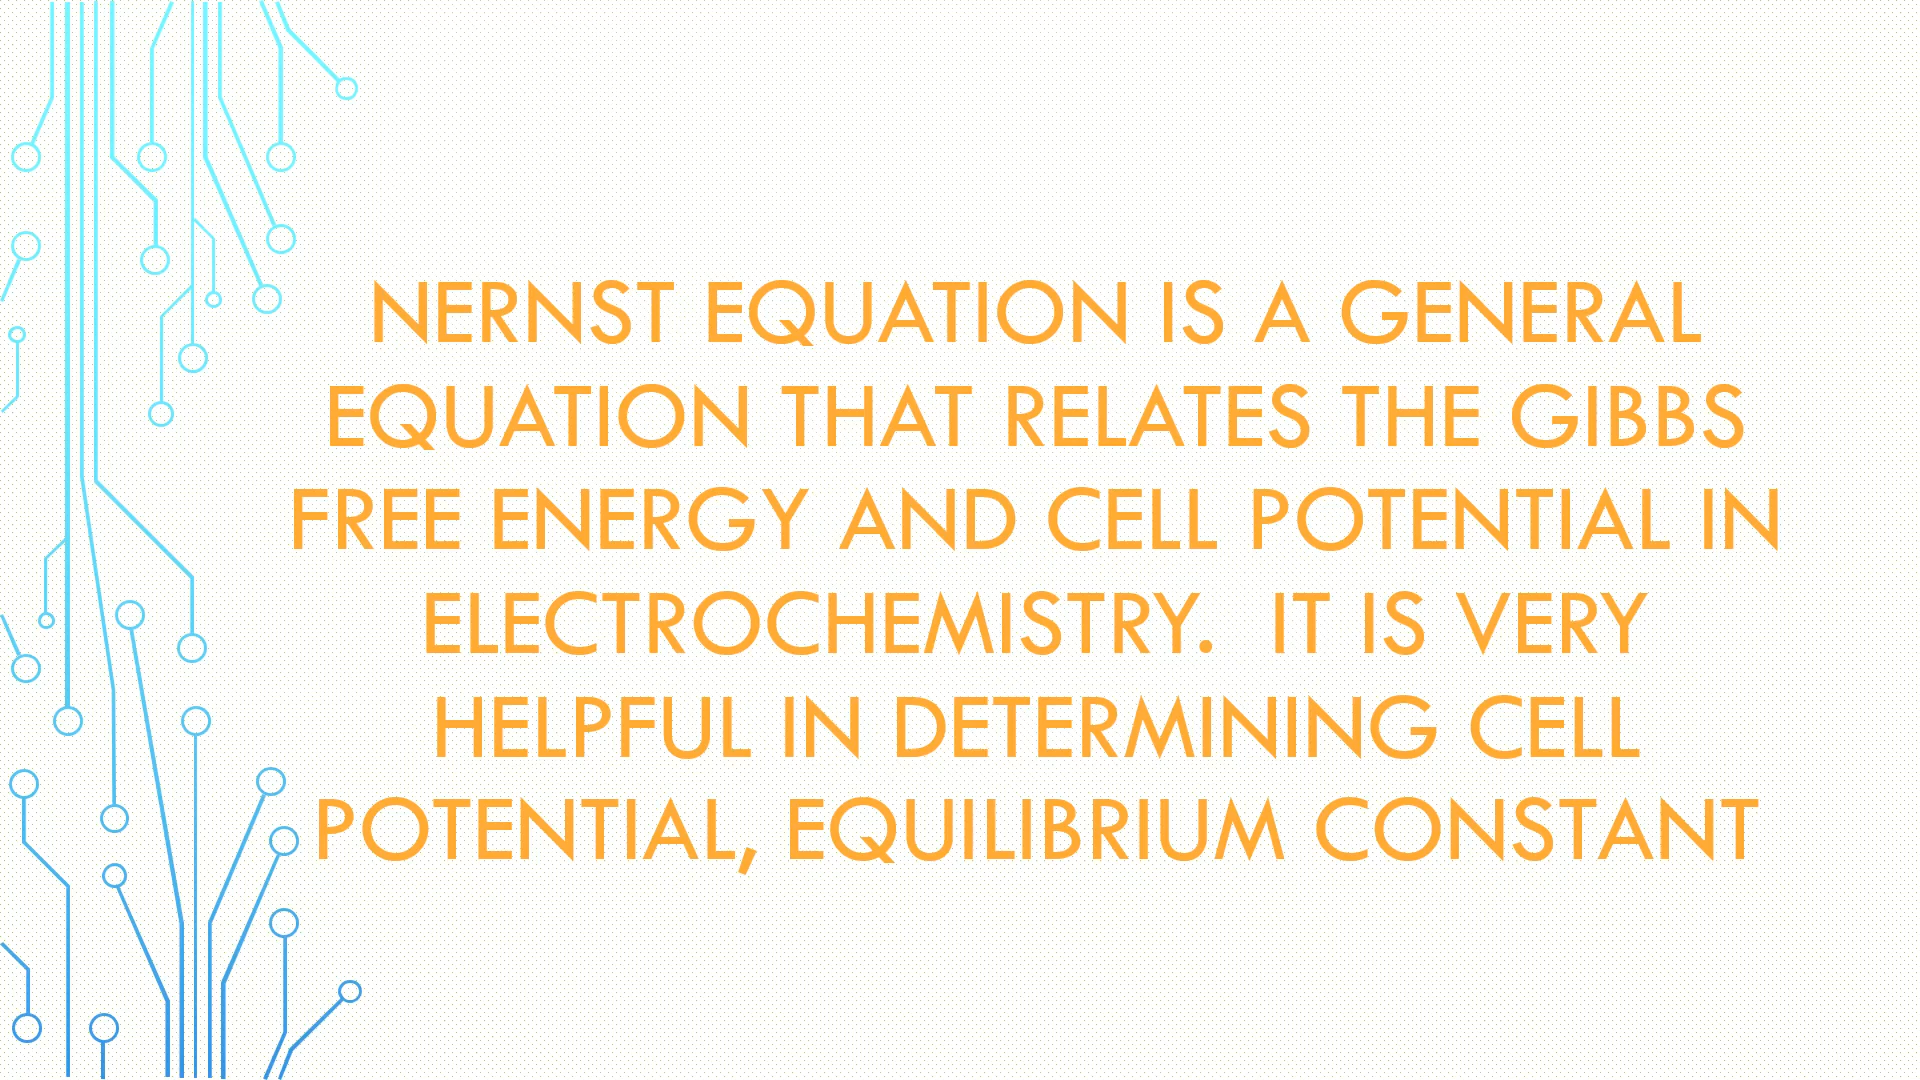 NERNST EQUATION IS A GENERAL
EQUATION THAT RELATES THE GIBBS
FREE ENERGY AND CELL POTENTIAL IN
ELECTROCHEMISTRY.  IT IS VERY
HELPFUL IN DETERMINING CELL
POTENTIAL, EQUILIBRIUM CONSTANT